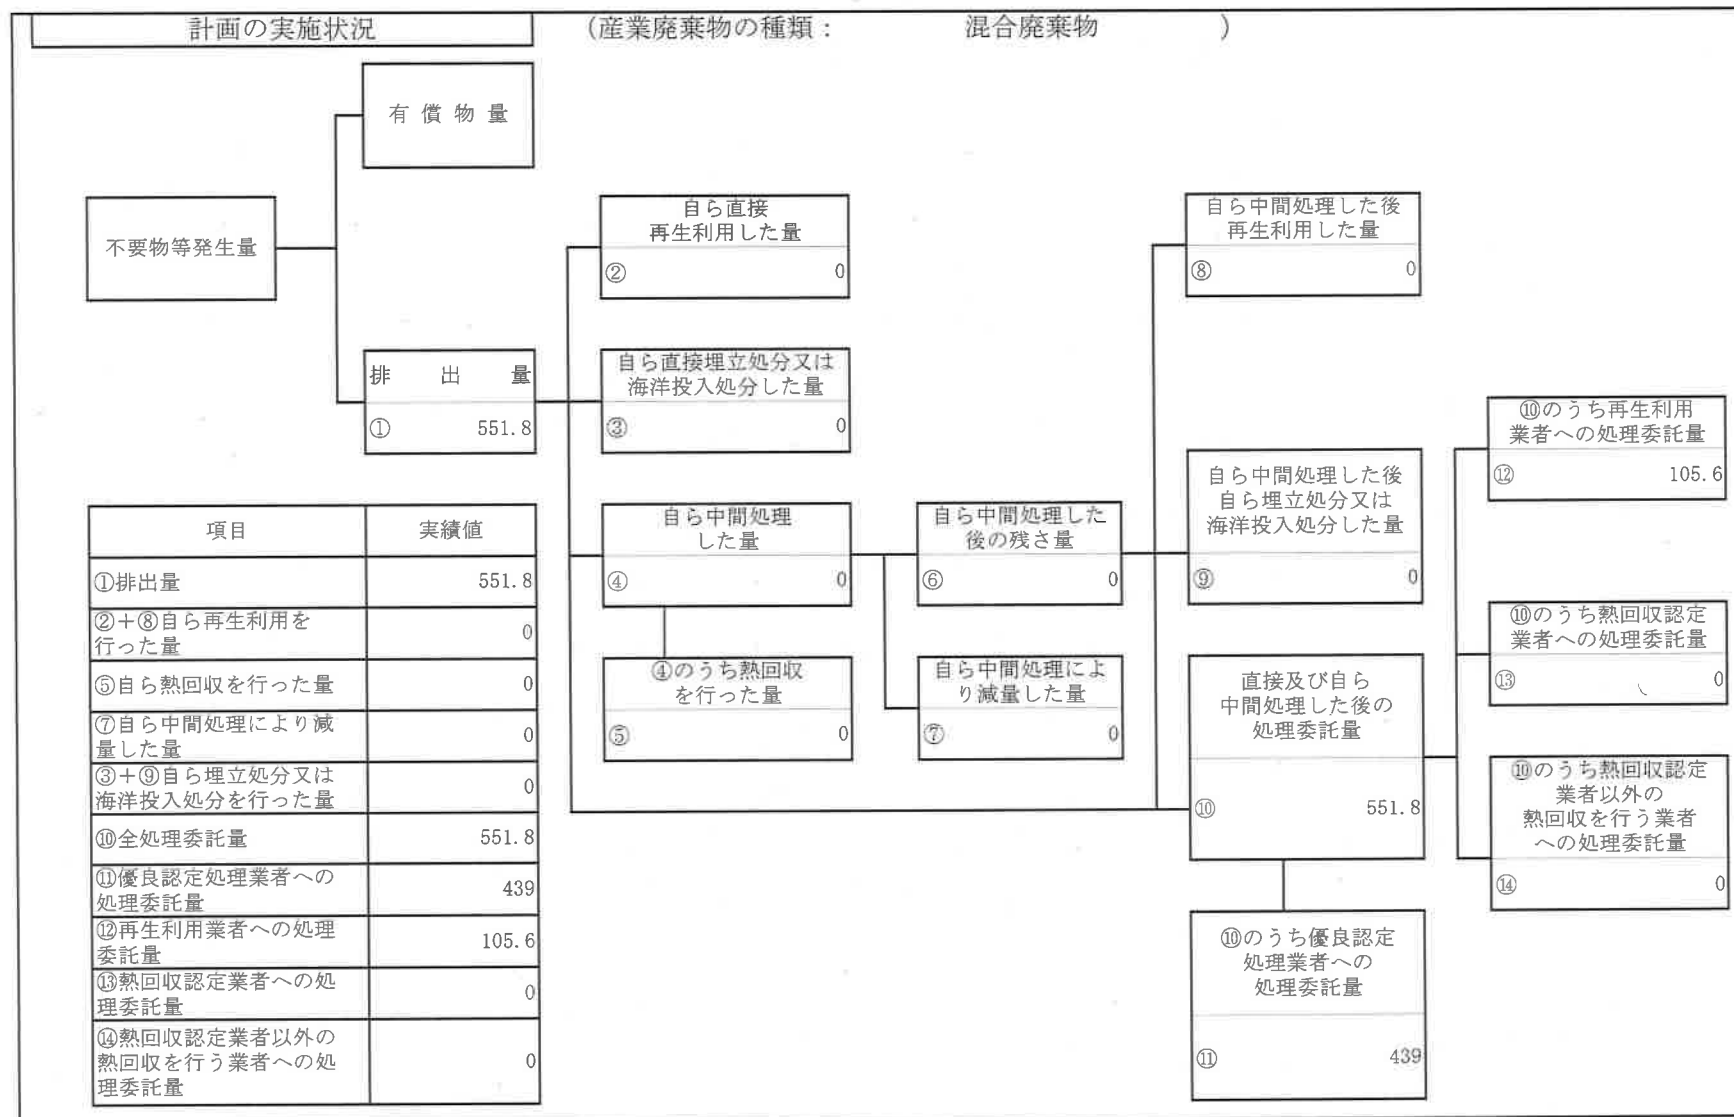 計画の実施状況
(産業廃棄物の種類： 混合廃棄物 )
有 償 物 量
不要物等発生量
排 出 量
① 551.8
自ら直接
再生利用した量
② 0
自ら直接埋立処分又は
海洋投入処分した量
③ 0
自ら中間処理
した量
④ 0
④のうち熱回収
を行った量
⑤ 0
自ら中間処理した
後の残さ量
⑥ 0
自ら中間処理によ
り減量した量
⑦ 0
自ら中間処理した後
再生利用した量
⑧ 0
自ら中間処理した後
自ら埋立処分又は
海洋投入処分した量
⑨ 0
直接及び自ら
中間処理した後の
処理委託量
⑩ 551.8
⑩のうち優良認定
処理業者への
処理委託量
⑪ 439
⑩のうち再生利用
業者への処理委託量
⑫ 105.6
⑩のうち熱回収認定
業者への処理委託量
⑬ 0
⑩のうち熱回収認定
業者以外の
熱回収を行う業者
への処理委託量
⑭ 0
項目 実績値
①排出量 551.8
②＋⑧自ら再生利用を
行った量 0
⑤自ら熱回収を行った量 0
⑦自ら中間処理により減
量した量 0
③＋⑨自ら埋立処分又は
海洋投入処分を行った量 0
⑩全処理委託量 551.8
⑪優良認定処理業者への
処理委託量 439
⑫再生利用業者への処理
委託量 105.6
⑬熱回収認定業者への処
理委託量 0
⑭熱回収認定業者以外の
熱回収を行う業者への処
理委託量 0